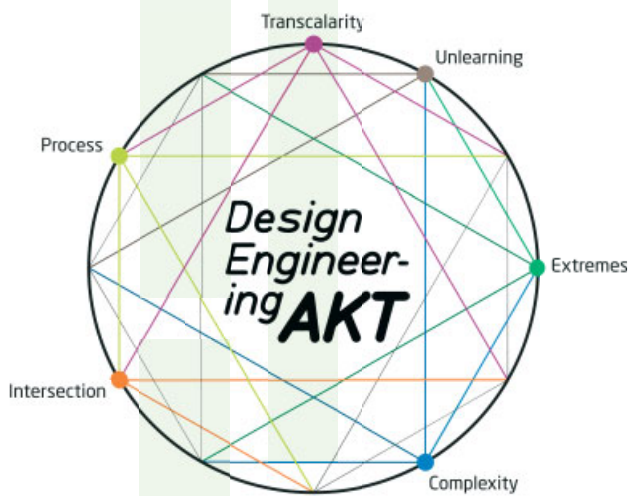 Transcalarity
Unlearning
Process
Design
Engineer-
ing AKT
Extremes
Intersection
Complexity